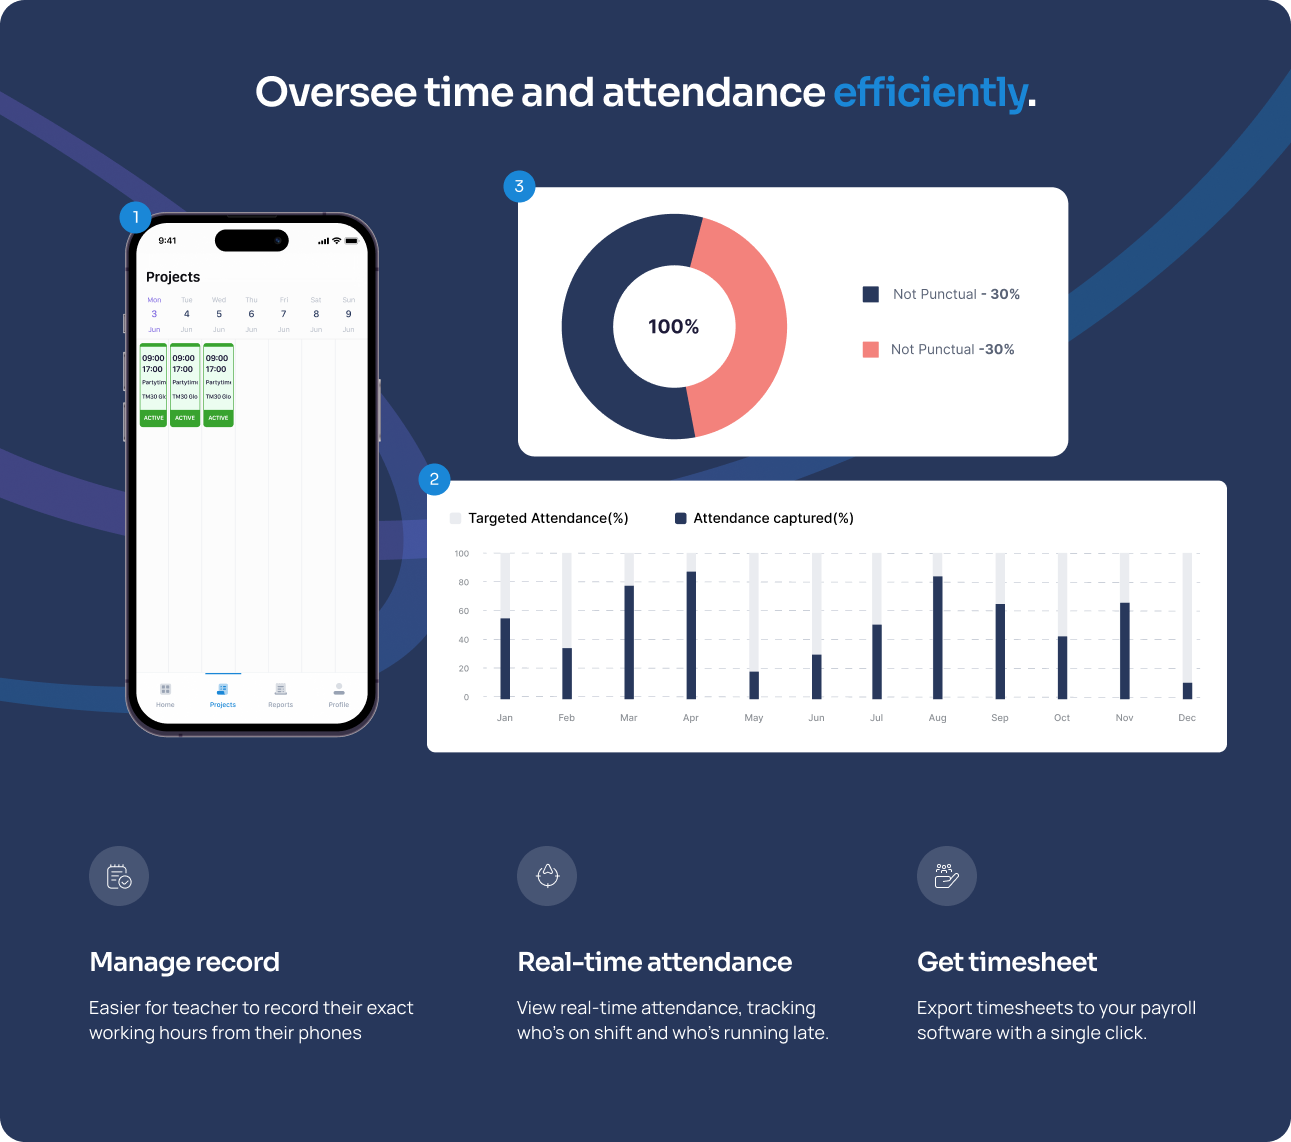 Oversee time and attendance efficiently.
1
9:41
Projects
Mon Tue Wed Thu Fri Sat Sun
3 4 5 6 7 8 9
Jun Jun Jun Jun Jun Jun Jun
09:00 09:00 09:00
17:00 17:00 17:00
Partytim Partytim Partytim
TM30 Glo TM30 Glo TM30 Glo
ACTIVE ACTIVE ACTIVE
Home Projects Reports Profile
3
100%
Not Punctual - 30%
Not Punctual -30%
2
Targeted Attendance(%) Attendance captured(%)
100
80
60
40
20
0
Jan Feb Mar Apr May Jun Jul Aug Sep Oct Nov Dec
Manage record
Easier for teacher to record their exact
working hours from their phones
Real-time attendance
View real-time attendance, tracking
who's on shift and who's running late.
Get timesheet
Export timesheets to your payroll
software with a single click.